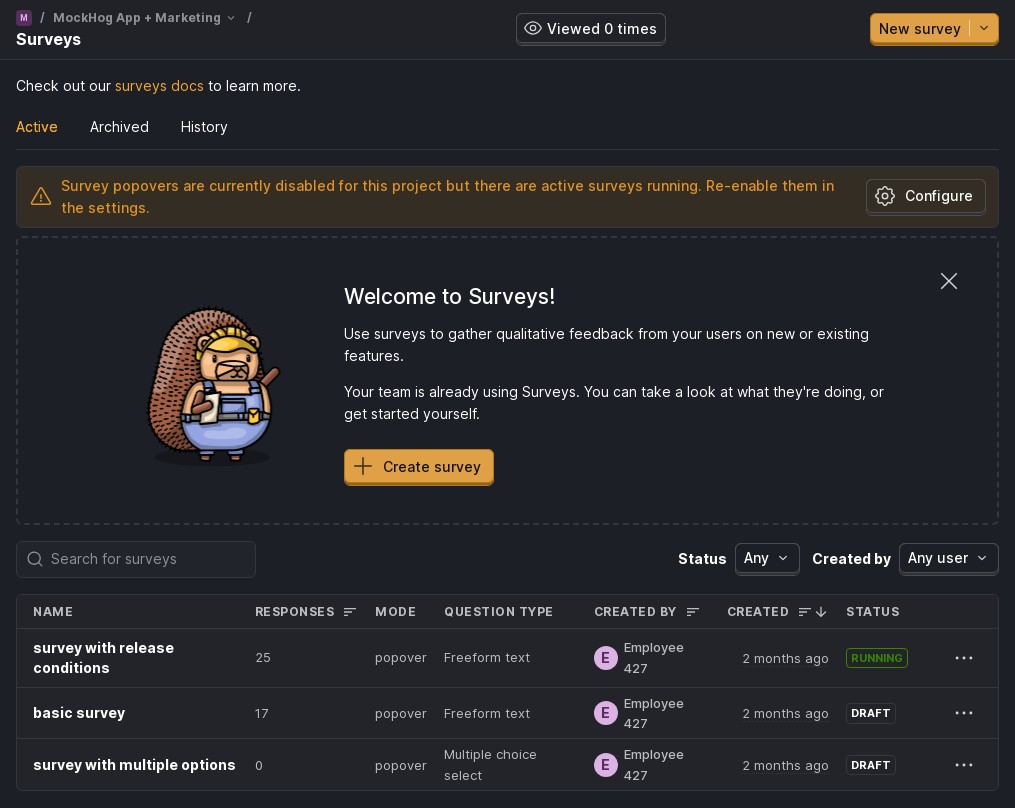 M / MockHog App + Marketing /
Surveys
Viewed 0 times
New survey
Check out our surveys docs to learn more.
Active Archived History
Survey popovers are currently disabled for this project but there are active surveys running. Re-enable them in
the settings.
Configure
Welcome to Surveys!
Use surveys to gather qualitative feedback from your users on new or existing
features.
Your team is already using Surveys. You can take a look at what they're doing, or
get started yourself.
Create survey
Search for surveys
Status Any Created by Any user
NAME RESPONSES MODE QUESTION TYPE CREATED BY CREATED STATUS
survey with release
conditions
25 popover Freeform text E Employee
427
2 months ago RUNNING
basic survey 17 popover Freeform text E Employee
427
2 months ago DRAFT
survey with multiple options 0 popover Multiple choice
select
E Employee
427
2 months ago DRAFT